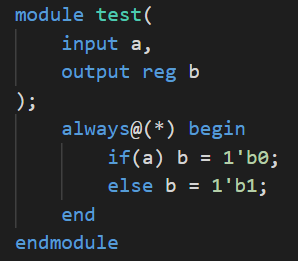 module test(
    input a,
    output reg b
);
    always@(*) begin
        if(a) b = 1'b0;
        else b = 1'b1;
    end
endmodule